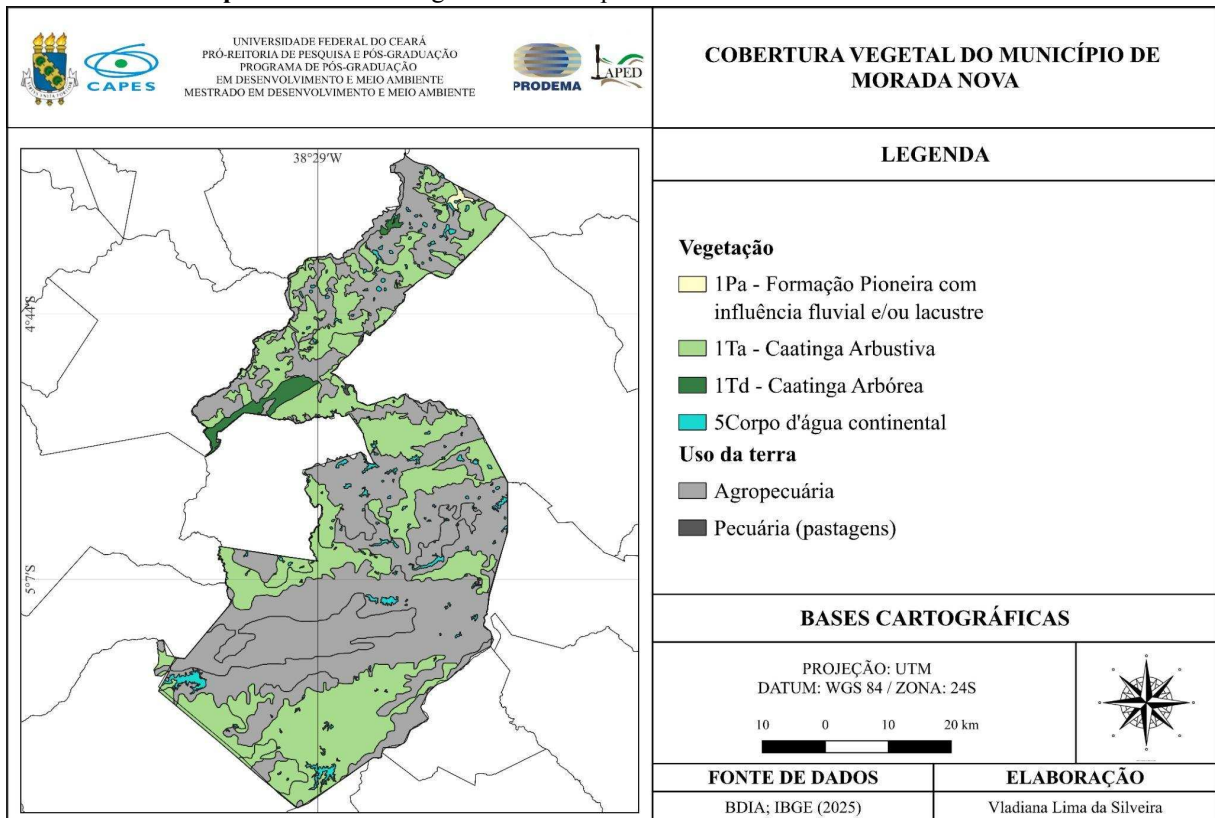 UNIVERSIDADE FEDERAL DO CEARÁ
PRÓ-REITORIA DE PESQUISA E PÓS-GRADUAÇÃO
PROGRAMA DE PÓS-GRADUAÇÃO
EM DESENVOLVIMENTO E MEIO AMBIENTE
MESTRADO EM DESENVOLVIMENTO E MEIO AMBIENTE
CAPES
PRODEMA
LAPED
COBERTURA VEGETAL DO MUNICÍPIO DE
MORADA NOVA
38°29'W
4°44'S
5°7'S
LEGENDA
Vegetação
1Pa - Formação Pioneira com
influência fluvial e/ou lacustre
1Ta - Caatinga Arbustiva
1Td - Caatinga Arbórea
5Corpo d'água continental
Uso da terra
Agropecuária
Pecuária (pastagens)
BASES CARTOGRÁFICAS
PROJEÇÃO: UTM
DATUM: WGS 84 / ZONA: 24S
10 0 10 20 km
FONTE DE DADOS
BDIA; IBGE (2025)
ELABORAÇÃO
Vladiana Lima da Silveira